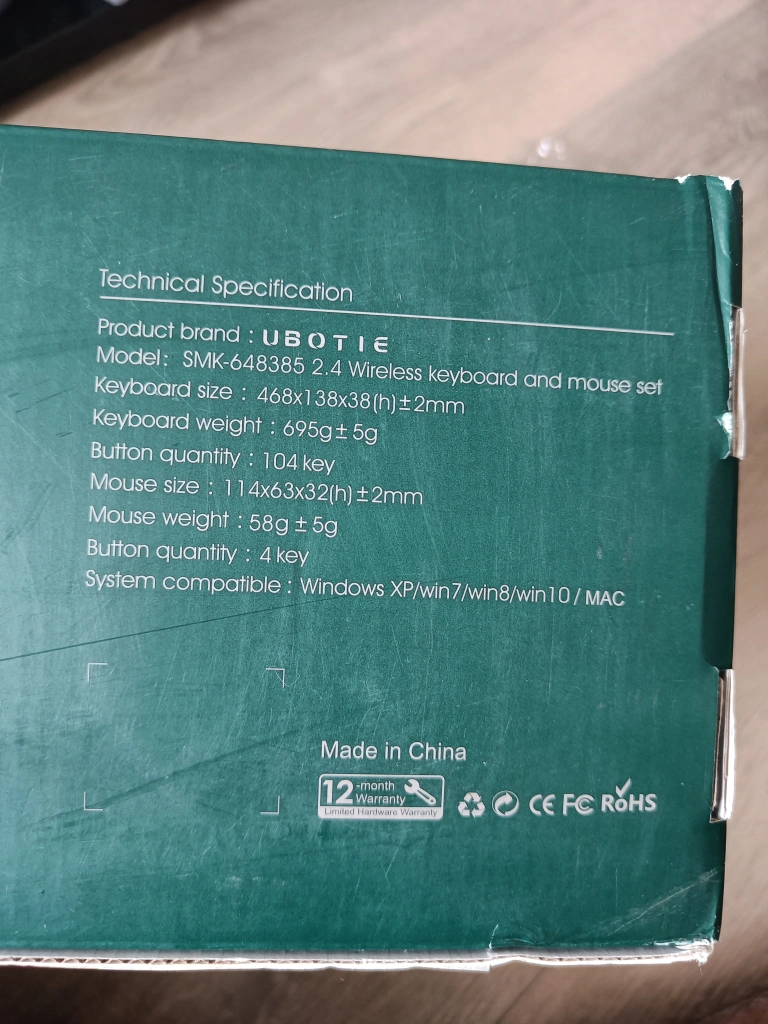 Technical Specification
Product brand : UBOTIE
Model: SMK-648385 2.4 Wireless keyboard and mouse set
Keyboard size : 468x138x38(h)±2mm
Keyboard weight : 695g±5g
Button quantity : 104 key
Mouse size : 114x63x32(h)±2mm
Mouse weight : 58g±5g
Button quantity : 4 key
System compatible : Windows XP/win7/win8/win10 / MAC
Made in China
12-month
Warranty
Limited Hardware Warranty
CE FC RoHS